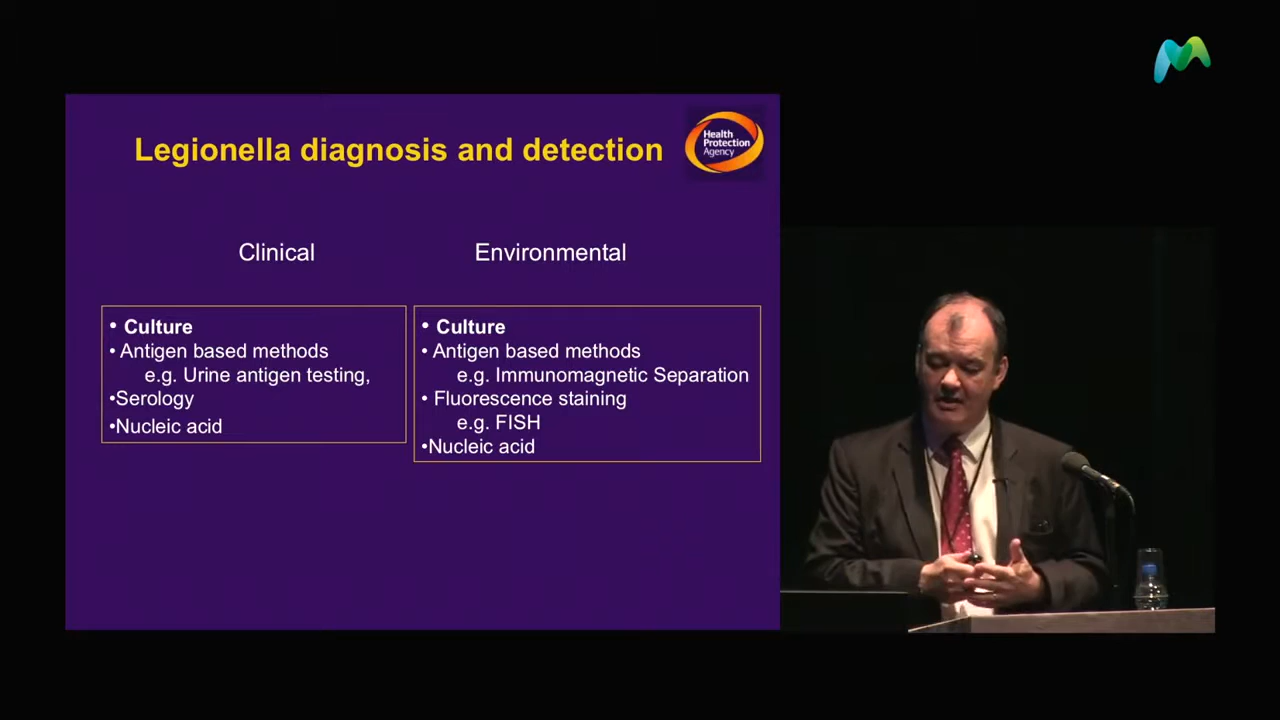 Legionella diagnosis and detection
Health
Protection
Agency
Clinical
Environmental
• Culture
• Antigen based methods
e.g. Urine antigen testing,
•Serology
•Nucleic acid
• Culture
• Antigen based methods
e.g. Immunomagnetic Separation
• Fluorescence staining
e.g. FISH
•Nucleic acid